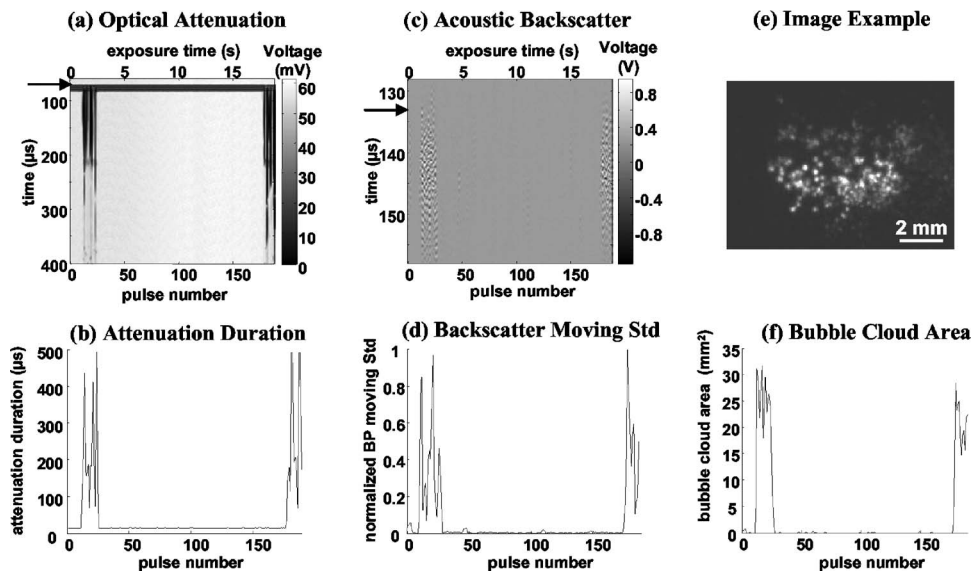 (a) Optical Attenuation
exposure time (s)
Voltage
(mV)
0 5 10 15
60
50
40
30
20
10
0
100
200
300
400
time (µs)
0 50 100 150
pulse number
(c) Acoustic Backscatter
exposure time (s)
Voltage
(V)
0 5 10 15
0.8
0.4
0
-0.4
-0.8
130
140
150
time (µs)
0 50 100 150
pulse number
(e) Image Example
2 mm
(b) Attenuation Duration
500
400
300
200
100
0
attenuation duration (µs)
0 50 100 150
pulse number
(d) Backscatter Moving Std
1
0.8
0.6
0.4
0.2
0
normalized BP moving Std
0 50 100 150
pulse number
(f) Bubble Cloud Area
35
30
25
20
15
10
5
0
bubble cloud area (mm²)
0 50 100 150
pulse number